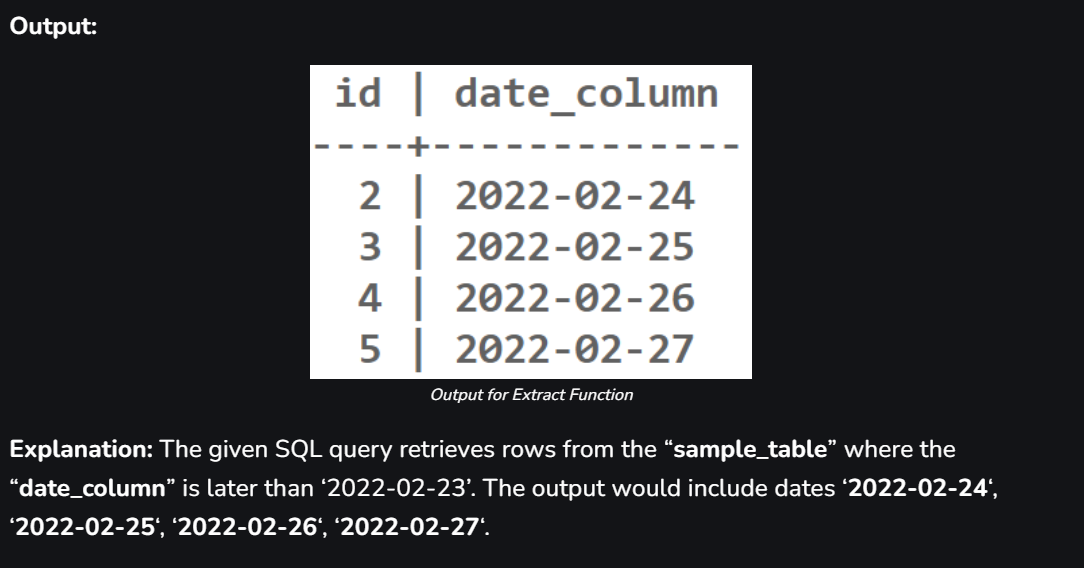 Output:
id | date_column
----+-------------
2 | 2022-02-24
3 | 2022-02-25
4 | 2022-02-26
5 | 2022-02-27
Output for Extract Function
Explanation: The given SQL query retrieves rows from the “sample_table” where the
“date_column” is later than ‘2022-02-23’. The output would include dates ‘2022-02-24‘,
‘2022-02-25‘, ‘2022-02-26‘, ‘2022-02-27‘.